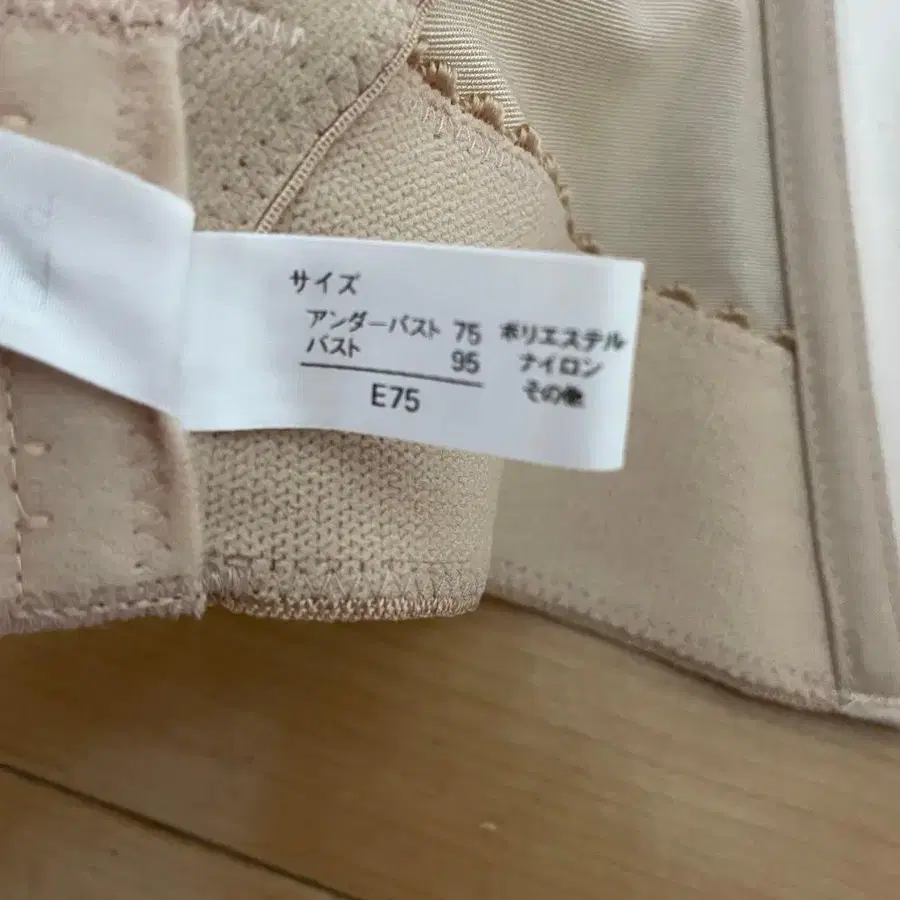 サイズ
アンダーバスト 75
バスト 95
E75
ポリエステル
ナイロン
その他